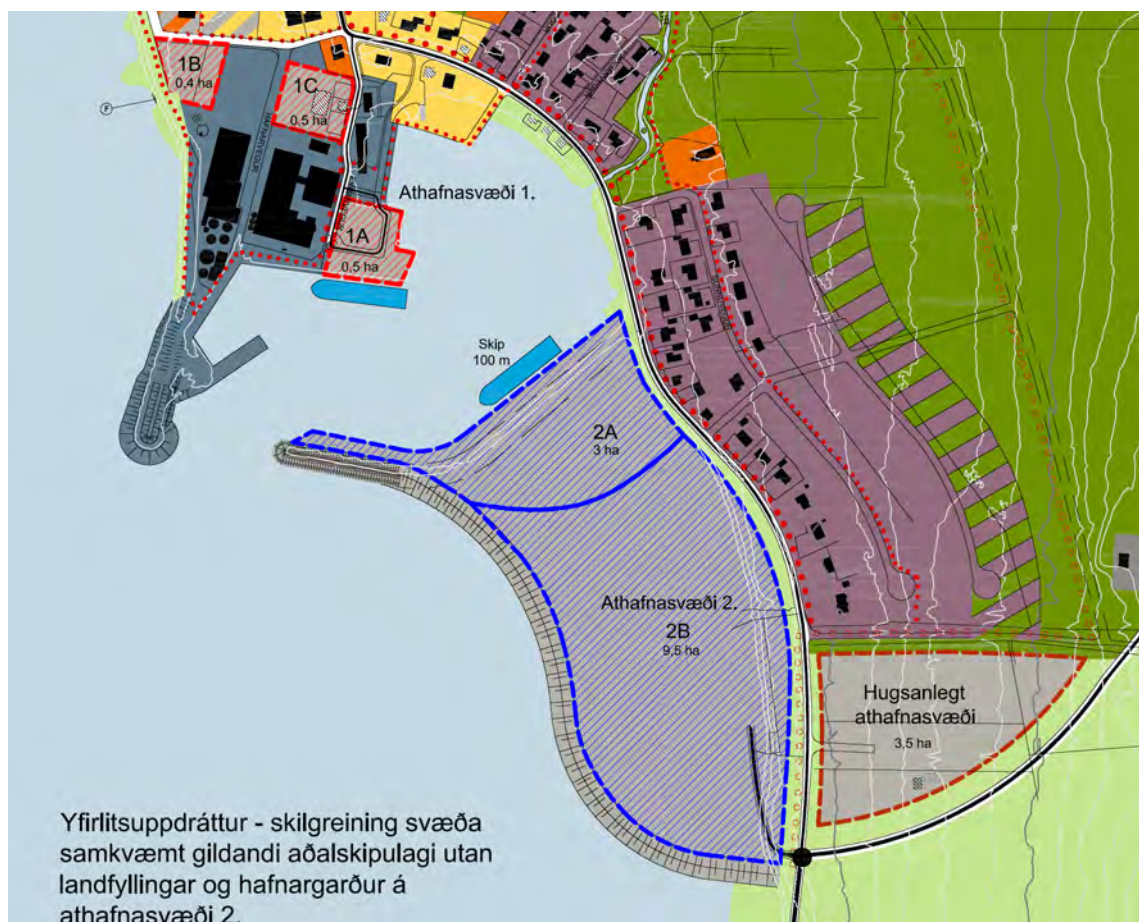 1B
0.4 ha
1C
0.5 ha
F
HAFNARVEGUR
Athafnasvæði 1.
1A
0,5 ha
Skip
100 m
2A
3 ha
Athafnasvæði 2.
2B
9,5 ha
Hugsanlegt
athafnasvæði
3,5 ha
Yfirlitsuppdráttur - skilgreining svæða
samkvæmt gildandi aðalskipulagi utan
landfyllingar og hafnargarður á
athafnasvæði 2.